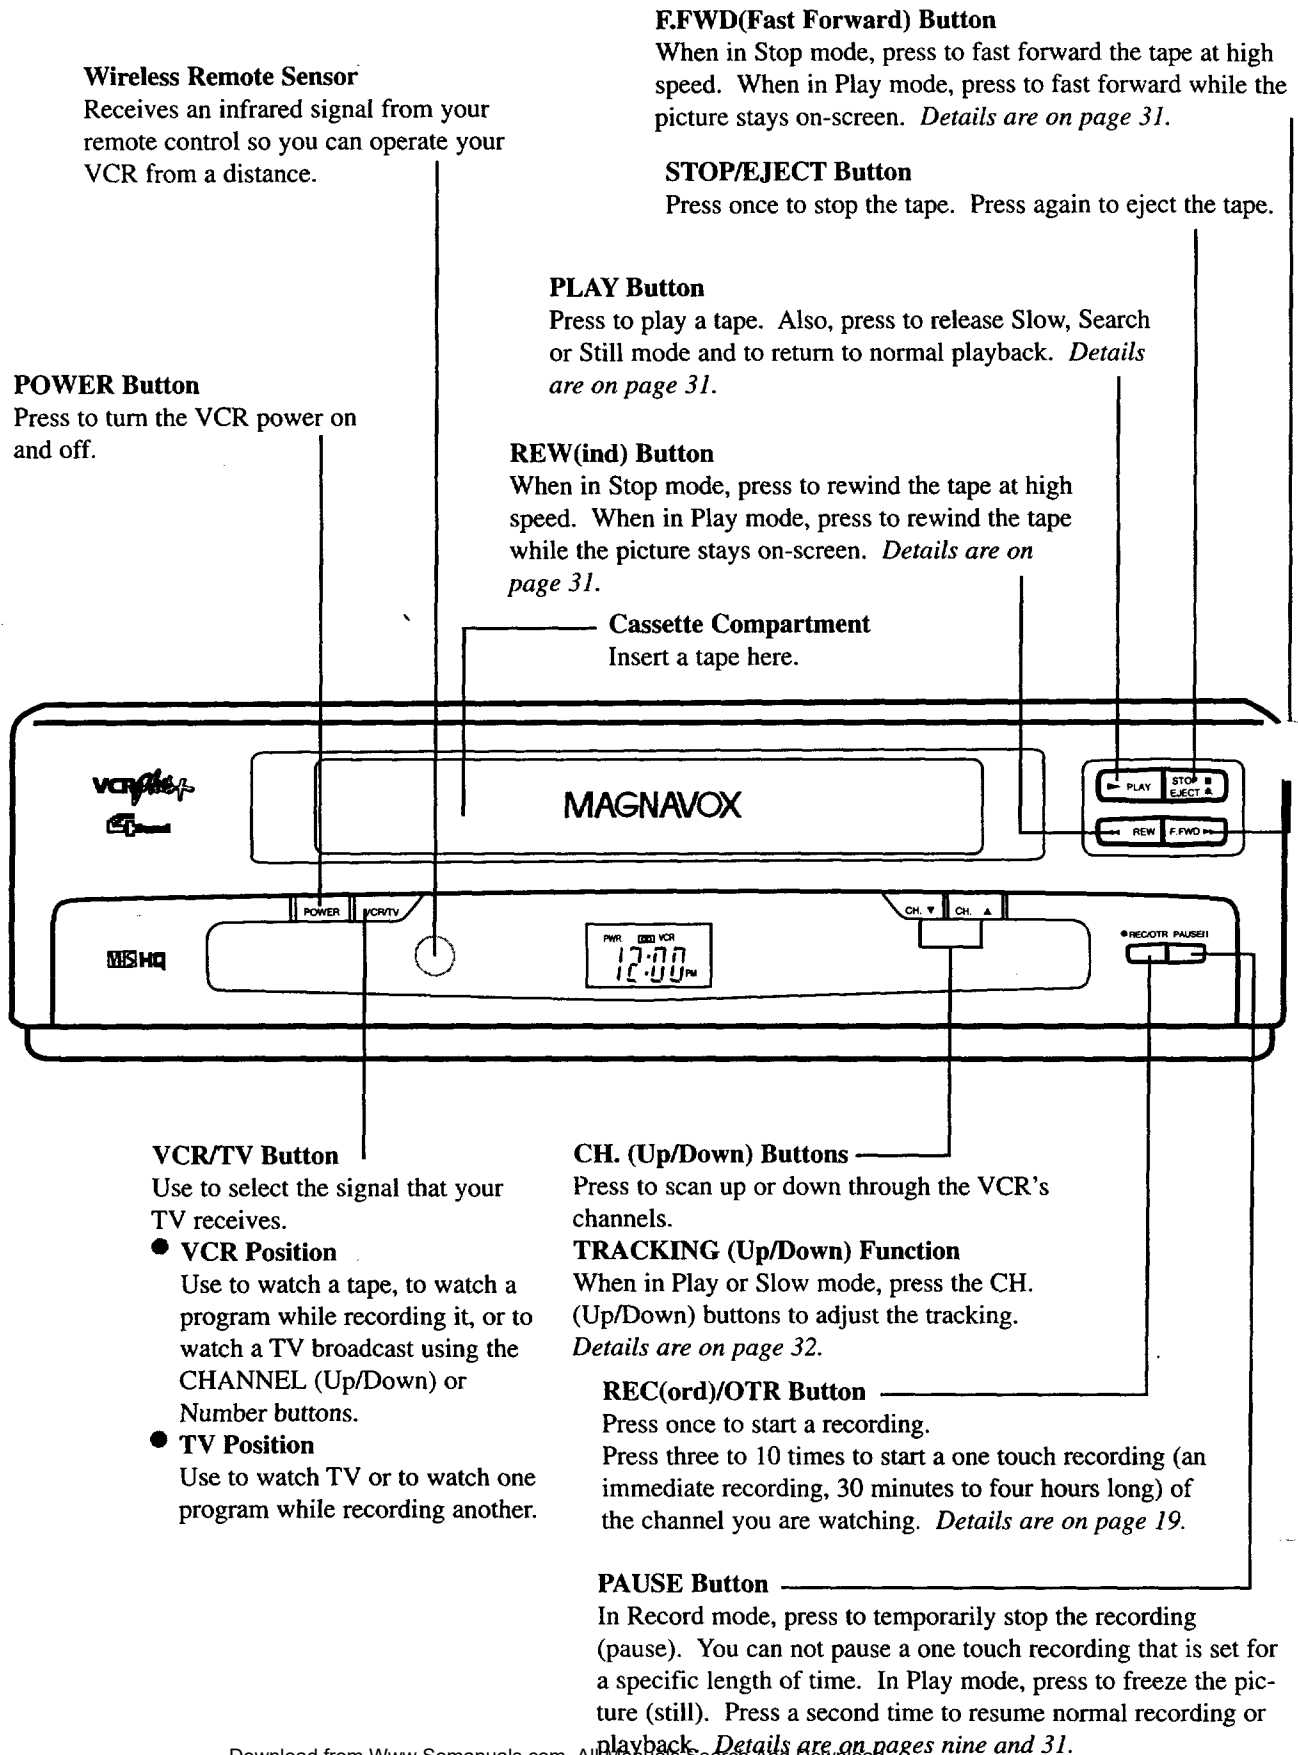 F.FWD(Fast Forward) Button
When in Stop mode, press to fast forward the tape at high
speed. When in Play mode, press to fast forward while the
picture stays on-screen. Details are on page 31.
Wireless Remote Sensor
Receives an infrared signal from your
remote control so you can operate your
VCR from a distance.
STOP/EJECT Button
Press once to stop the tape. Press again to eject the tape.
PLAY Button
Press to play a tape. Also, press to release Slow, Search
or Still mode and to return to normal playback. Details
are on page 31.
POWER Button
Press to turn the VCR power on
and off.
REW(ind) Button
When in Stop mode, press to rewind the tape at high
speed. When in Play mode, press to rewind the tape
while the picture stays on-screen. Details are on
page 31.
Cassette Compartment
Insert a tape here.
VCR Plus+
MAGNAVOX
► PLAY
STOP ■
EJECT ▲
◄◄ REW
F.FWD ►►
POWER
VCR/TV
CH. ▼
CH. ▲
PWR VCR
12:00 PM
● REC/OTR PAUSE II
VHS HQ
VCR/TV Button
Use to select the signal that your
TV receives.
● VCR Position
Use to watch a tape, to watch a
program while recording it, or to
watch a TV broadcast using the
CHANNEL (Up/Down) or
Number buttons.
● TV Position
Use to watch TV or to watch one
program while recording another.
CH. (Up/Down) Buttons
Press to scan up or down through the VCR's
channels.
TRACKING (Up/Down) Function
When in Play or Slow mode, press the CH.
(Up/Down) buttons to adjust the tracking.
Details are on page 32.
REC(ord)/OTR Button
Press once to start a recording.
Press three to 10 times to start a one touch recording (an
immediate recording, 30 minutes to four hours long) of
the channel you are watching. Details are on page 19.
PAUSE Button
In Record mode, press to temporarily stop the recording
(pause). You can not pause a one touch recording that is set for
a specific length of time. In Play mode, press to freeze the pic-
ture (still). Press a second time to resume normal recording or
playback. Details are on pages nine and 31.
Download from Www.Somanuals.com. All Manuals Search